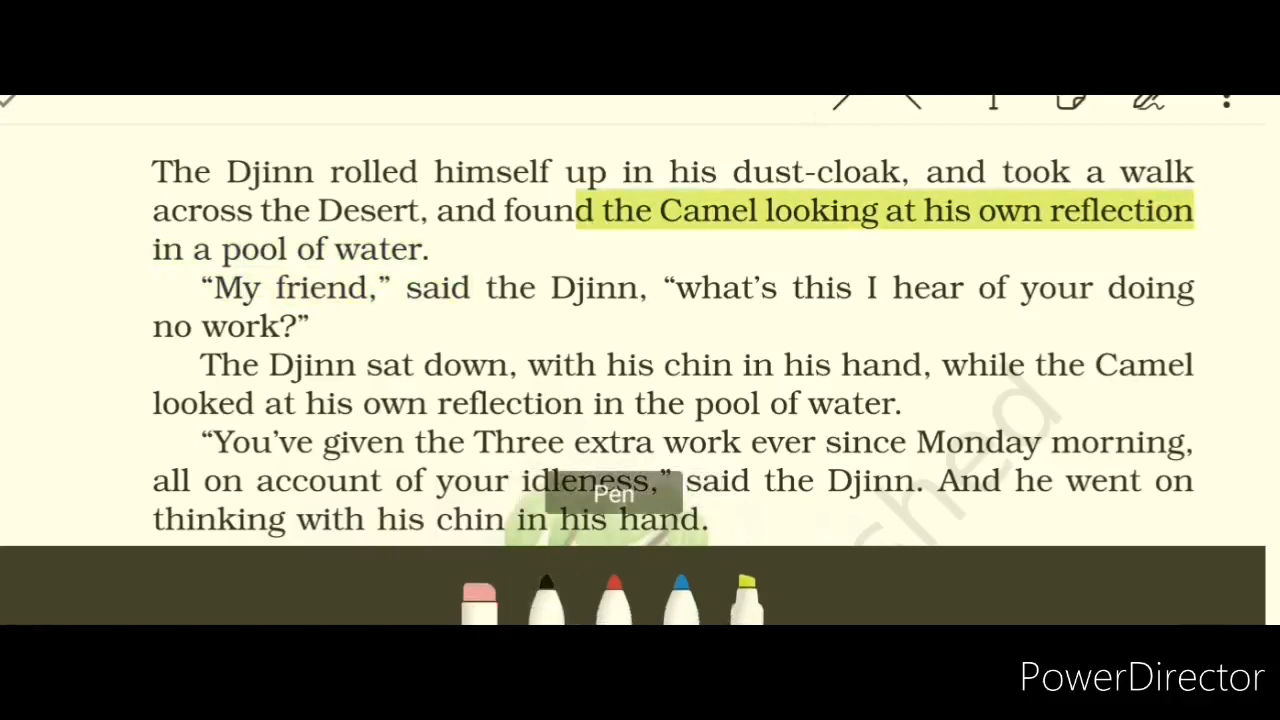 The Djinn rolled himself up in his dust-cloak, and took a walk
across the Desert, and found the Camel looking at his own reflection
in a pool of water.
“My friend,” said the Djinn, “what’s this I hear of your doing
no work?”
The Djinn sat down, with his chin in his hand, while the Camel
looked at his own reflection in the pool of water.
“You’ve given the Three extra work ever since Monday morning,
all on account of your idleness,” said the Djinn. And he went on
thinking with his chin in his hand.
Pen
shed
PowerDirector